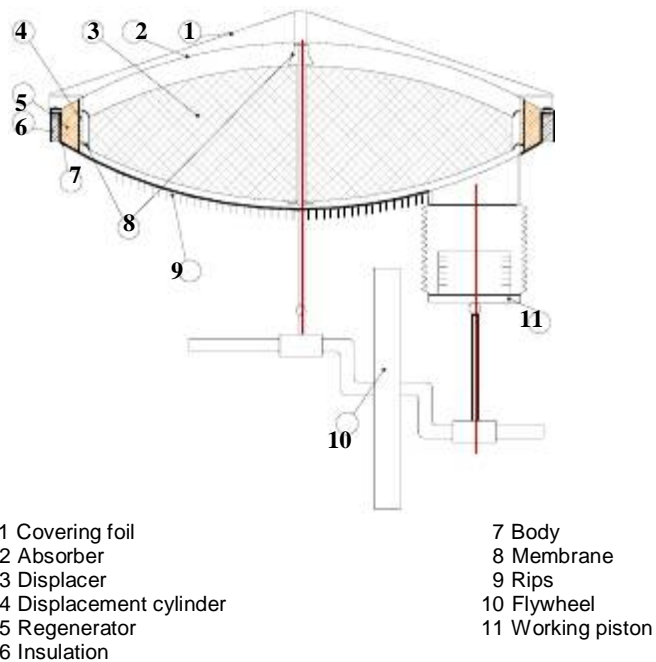 4
2
1
3
5
6
7
8
9
11
10
1 Covering foil
2 Absorber
3 Displacer
4 Displacement cylinder
5 Regenerator
6 Insulation
7 Body
8 Membrane
9 Rips
10 Flywheel
11 Working piston